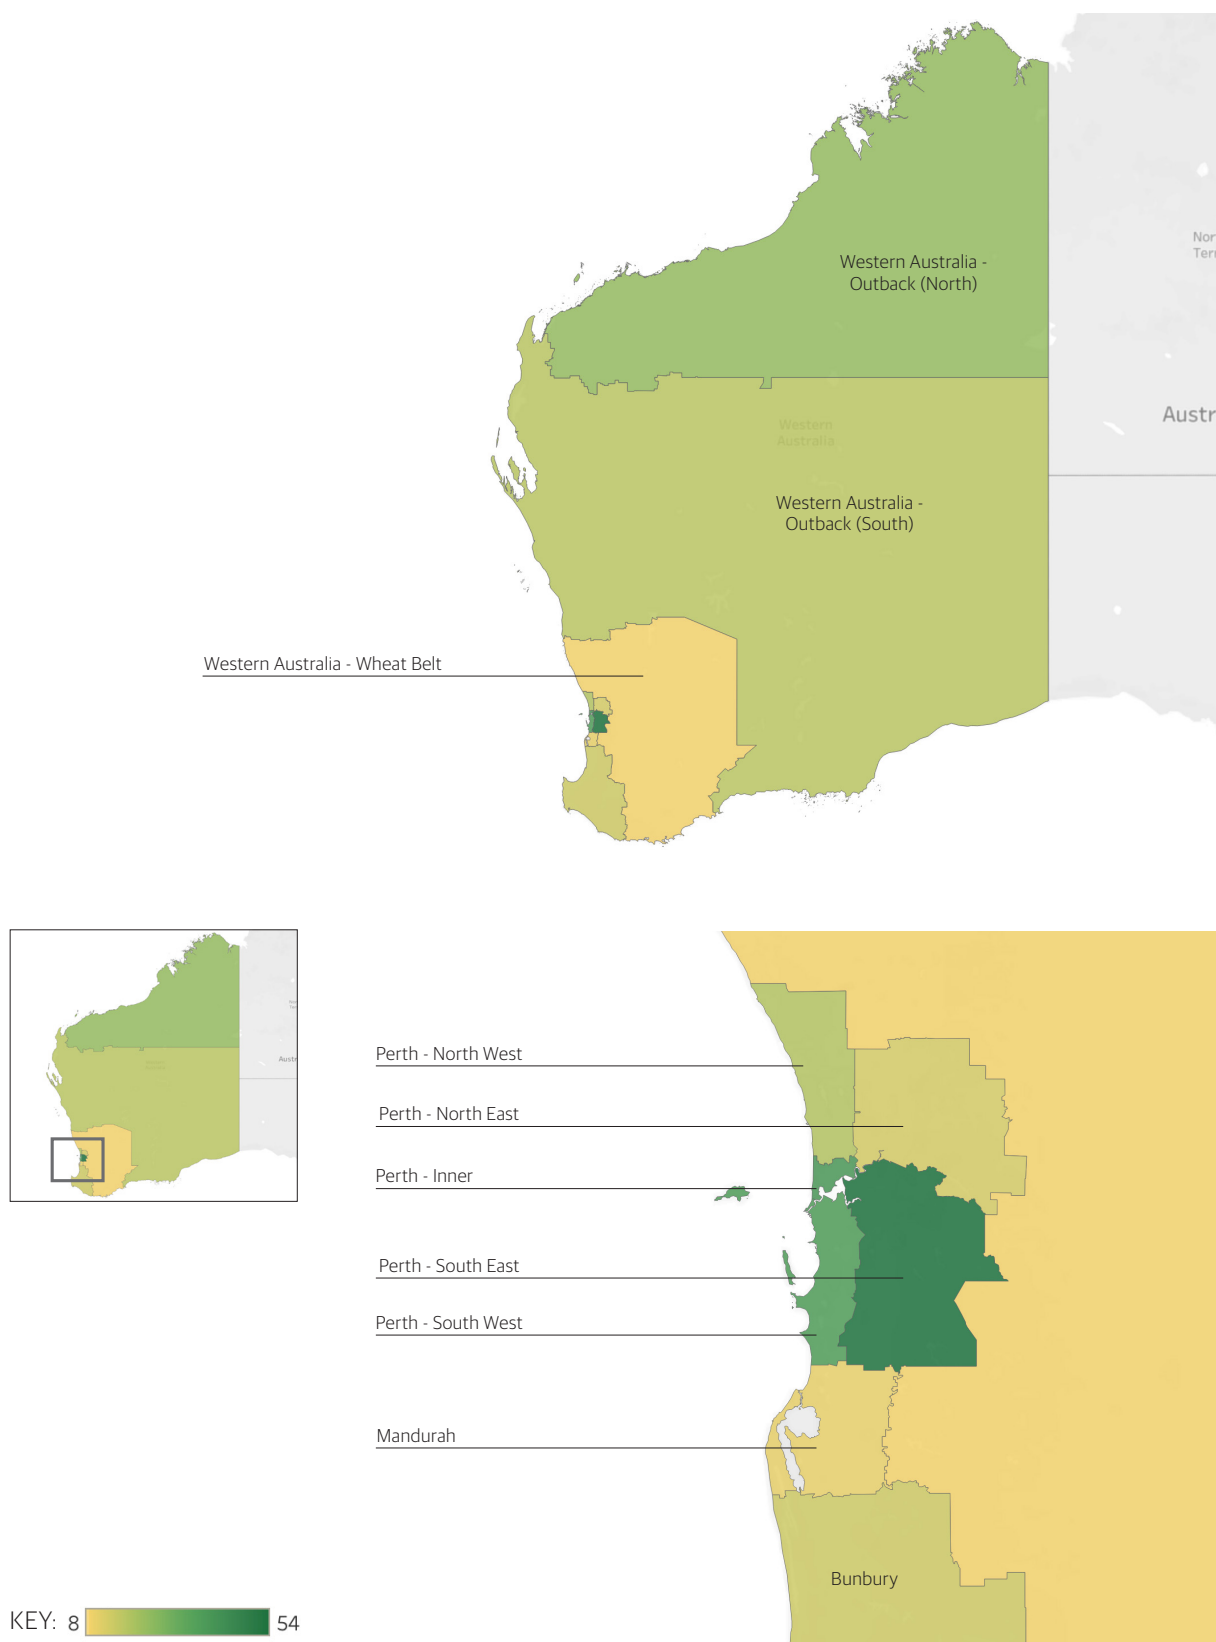 Western Australia -
Outback (North)
Austr
Western
Australia
Western Australia -
Outback (South)
Western Australia - Wheat Belt
Austr
Perth - North West
Perth - North East
Perth - Inner
Perth - South East
Perth - South West
Mandurah
Bunbury
KEY: 8 54